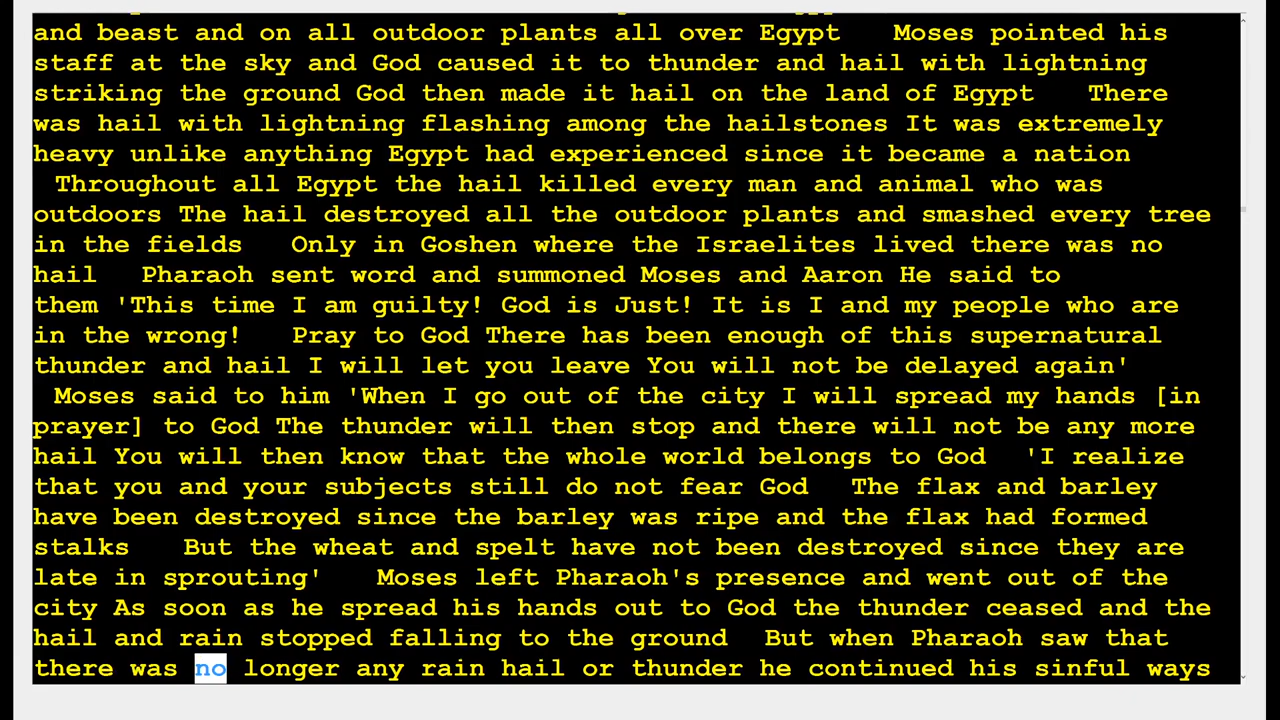 and beast and on all outdoor plants all over Egypt Moses pointed his
staff at the sky and God caused it to thunder and hail with lightning
striking the ground God then made it hail on the land of Egypt There
was hail with lightning flashing among the hailstones It was extremely
heavy unlike anything Egypt had experienced since it became a nation
Throughout all Egypt the hail killed every man and animal who was
outdoors The hail destroyed all the outdoor plants and smashed every tree
in the fields Only in Goshen where the Israelites lived there was no
hail Pharaoh sent word and summoned Moses and Aaron He said to
them 'This time I am guilty! God is Just! It is I and my people who are
in the wrong! Pray to God There has been enough of this supernatural
thunder and hail I will let you leave You will not be delayed again'
Moses said to him 'When I go out of the city I will spread my hands [in
prayer] to God The thunder will then stop and there will not be any more
hail You will then know that the whole world belongs to God 'I realize
that you and your subjects still do not fear God The flax and barley
have been destroyed since the barley was ripe and the flax had formed
stalks But the wheat and spelt have not been destroyed since they are
late in sprouting' Moses left Pharaoh's presence and went out of the
city As soon as he spread his hands out to God the thunder ceased and the
hail and rain stopped falling to the ground But when Pharaoh saw that
there was no longer any rain hail or thunder he continued his sinful ways